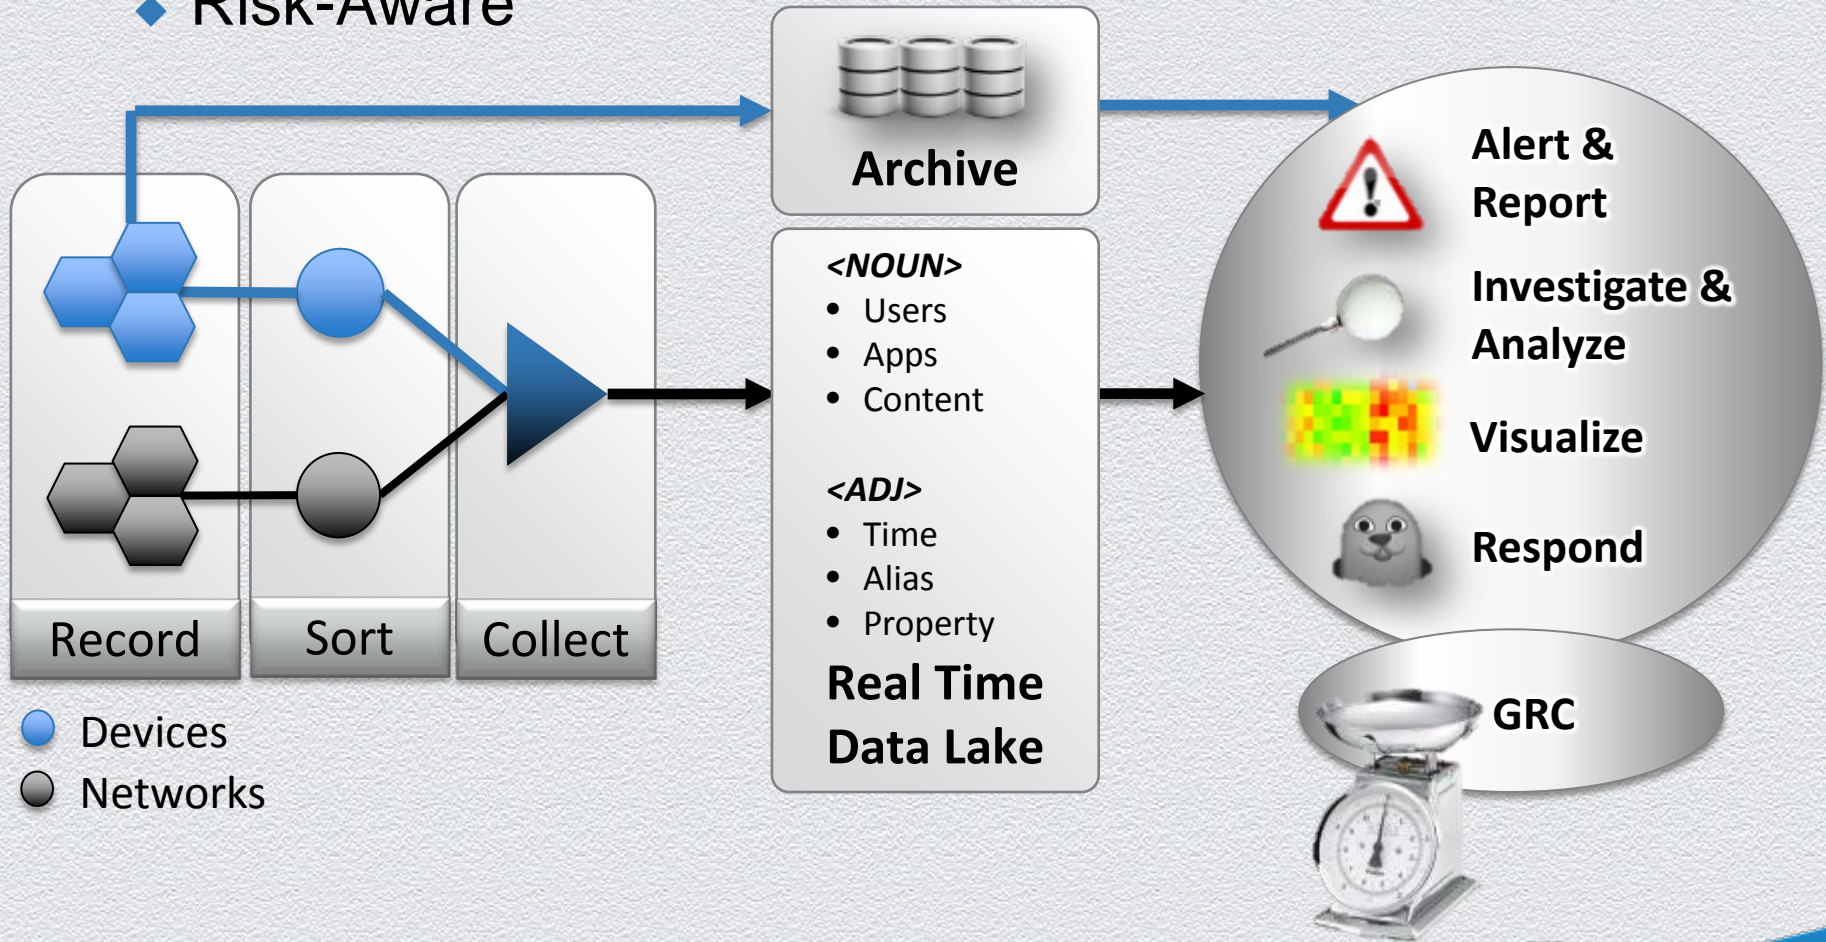 Risk-Aware
Archive
<NOUN>
• Users
• Apps
• Content
<ADJ>
• Time
• Alias
• Property
Real Time
Data Lake
Record
Sort
Collect
Devices
Networks
Alert &
Report
Investigate &
Analyze
Visualize
Respond
GRC